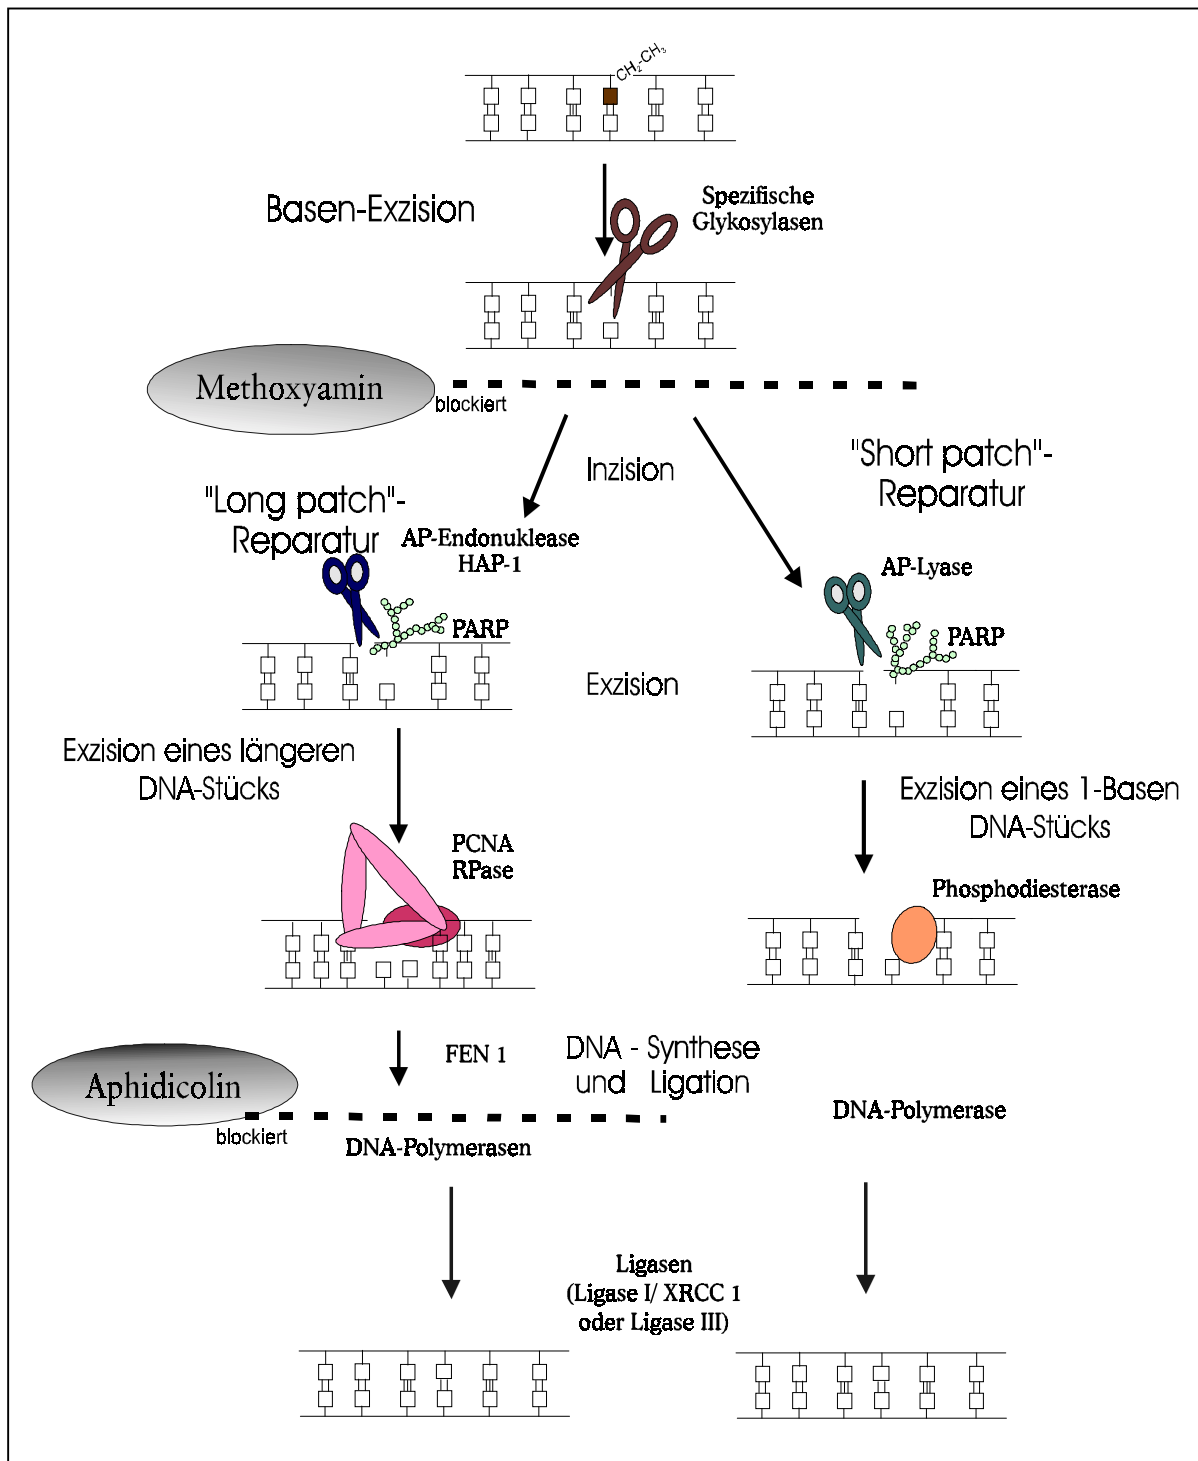 CH₂-CH₃
Basen-Exzision
Spezifische
Glykosylasen
Methoxyamin
blockiert
Inzision
"Short patch"-
Reparatur
"Long patch"-
Reparatur
AP-Endonuklease
HAP-1
AP-Lyase
PARP
PARP
Exzision
Exzision eines längeren
DNA-Stücks
Exzision eines 1-Basen
DNA-Stücks
PCNA
RPase
Phosphodiesterase
FEN 1
DNA - Synthese
und Ligation
Aphidicolin
blockiert
DNA-Polymerase
DNA-Polymerasen
Ligasen
(Ligase I/ XRCC 1
oder Ligase III)